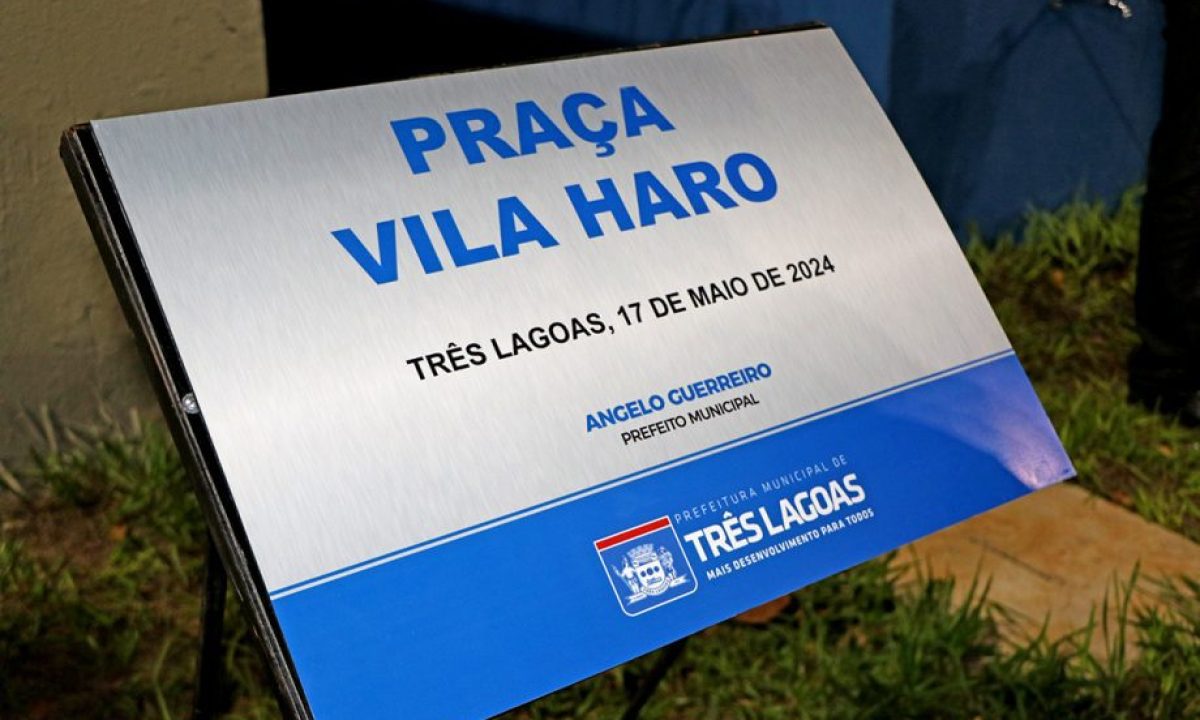 PRAÇA
VILA HARO
TRÊS LAGOAS, 17 DE MAIO DE 2024
ANGELO GUERREIRO
PREFEITO MUNICIPAL
PREFEITURA MUNICIPAL DE
TRÊS LAGOAS
MAIS DESENVOLVIMENTO PARA TODOS